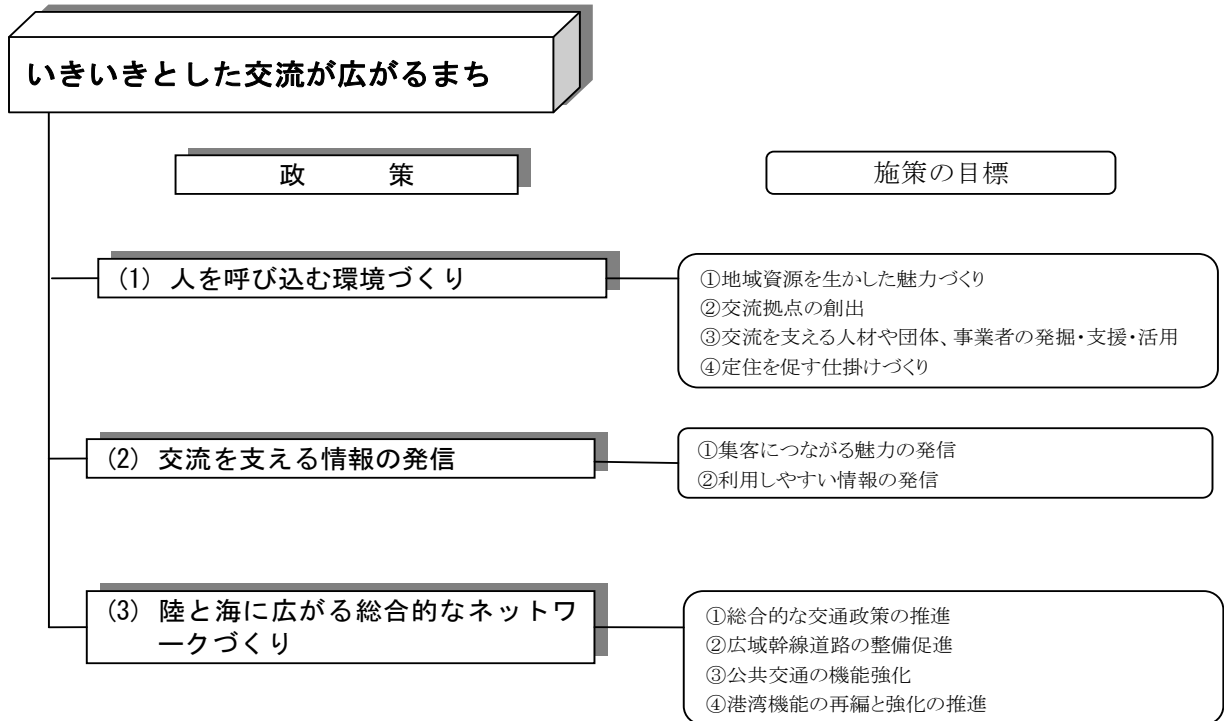 いきいきとした交流が広がるまち
政　　策
施策の目標
(1) 人を呼び込む環境づくり
①地域資源を生かした魅力づくり
②交流拠点の創出
③交流を支える人材や団体、事業者の発掘・支援・活用
④定住を促す仕掛けづくり
(2) 交流を支える情報の発信
①集客につながる魅力の発信
②利用しやすい情報の発信
(3) 陸と海に広がる総合的なネットワ
ークづくり
①総合的な交通政策の推進
②広域幹線道路の整備促進
③公共交通の機能強化
④港湾機能の再編と強化の推進